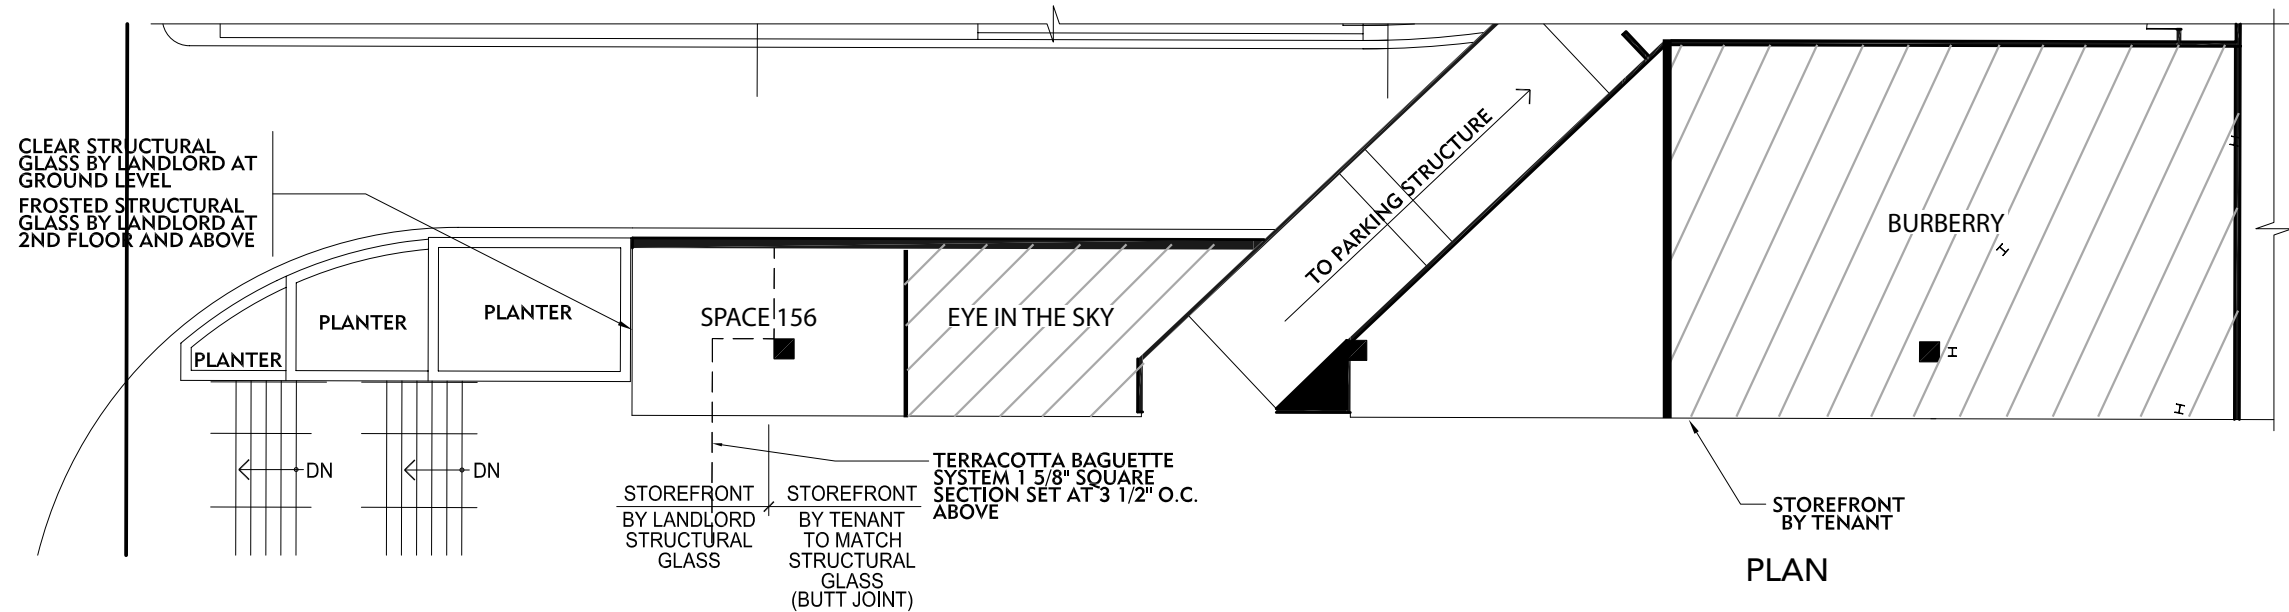 CLEAR STRUCTURAL
GLASS BY LANDLORD AT
GROUND LEVEL
FROSTED STRUCTURAL
GLASS BY LANDLORD AT
2ND FLOOR AND ABOVE
PLANTER
PLANTER
PLANTER
SPACE 156
EYE IN THE SKY
TO PARKING STRUCTURE
BURBERRY
DN
DN
STOREFRONT
BY LANDLORD
STRUCTURAL
GLASS
STOREFRONT
BY TENANT
TO MATCH
STRUCTURAL
GLASS
(BUTT JOINT)
TERRACOTTA BAGUETTE
SYSTEM 1 5/8" SQUARE
SECTION SET AT 3 1/2" O.C.
ABOVE
STOREFRONT
BY TENANT
PLAN